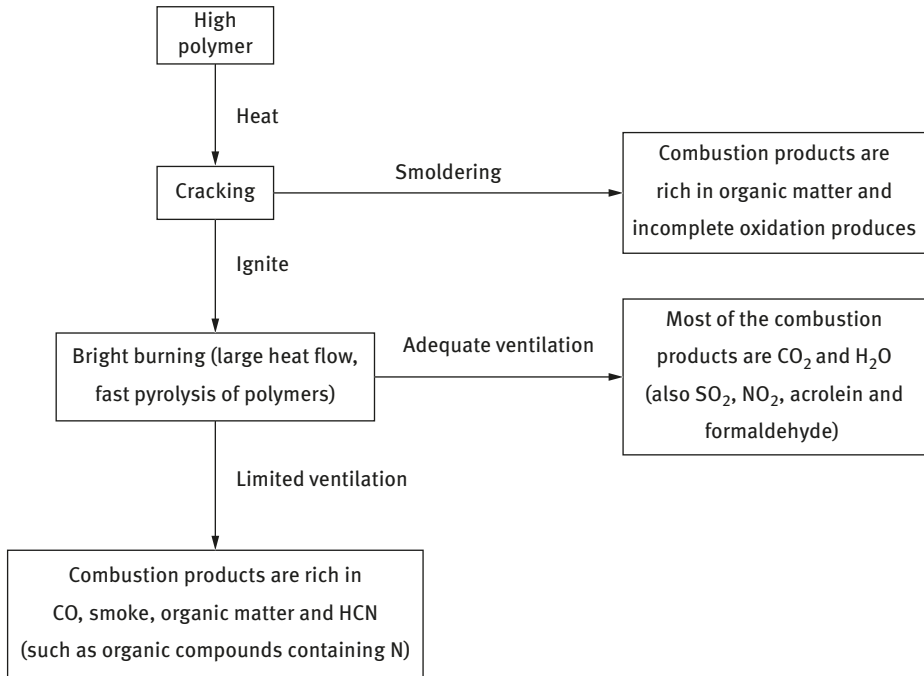 High
polymer
Heat
Cracking
Smoldering
Combustion products are
rich in organic matter and
incomplete oxidation produces
Ignite
Bright burning (large heat flow,
fast pyrolysis of polymers)
Adequate ventilation
Most of the combustion
products are CO₂ and H₂O
(also SO₂, NO₂, acrolein and
formaldehyde)
Limited ventilation
Combustion products are rich in
CO, smoke, organic matter and HCN
(such as organic compounds containing N)